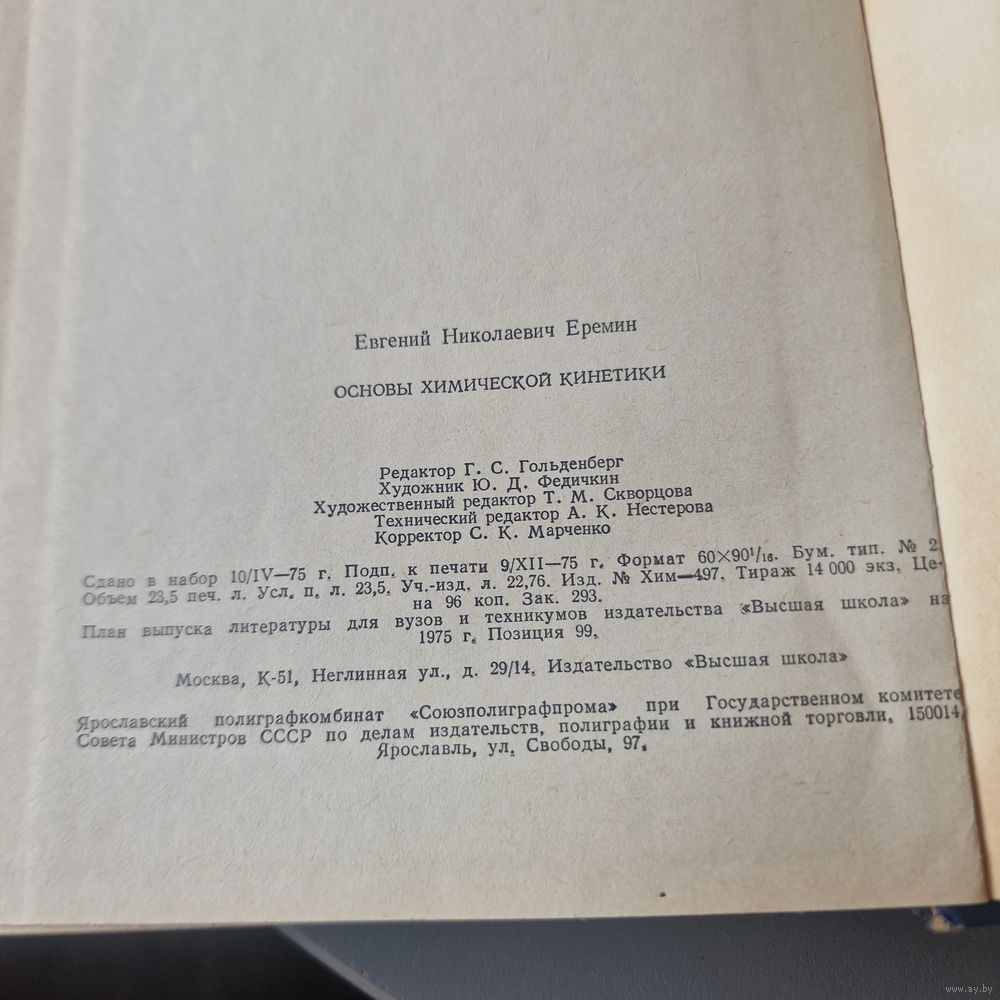 Евгений Николаевич Еремин
ОСНОВЫ ХИМИЧЕСКОЙ КИНЕТИКИ
Редактор Г. С. Гольденберг
Художник Ю. Д. Федичкин
Художественный редактор Т. М. Скворцова
Технический редактор А. К. Нестерова
Корректор С. К. Марченко
Сдано в набор 10/IV—75 г. Подп. к печати 9/XII—75 г. Формат 60×90¹/₁₆. Бум. тип. № 2.
Объем 23,5 печ. л. Усл. п. л. 23,5. Уч.-изд. л. 22,76. Изд. № Хим—497. Тираж 14 000 экз. Це-
на 96 коп. Зак. 293.
План выпуска литературы для вузов и техникумов издательства «Высшая школа» на
1975 г. Позиция 99.
Москва, К-51, Неглинная ул., д. 29/14. Издательство «Высшая школа»
Ярославский полиграфкомбинат «Союзполиграфпрома» при Государственном комитете
Совета Министров СССР по делам издательств, полиграфии и книжной торговли. 150014,
Ярославль, ул. Свободы, 97.
www.ay.by